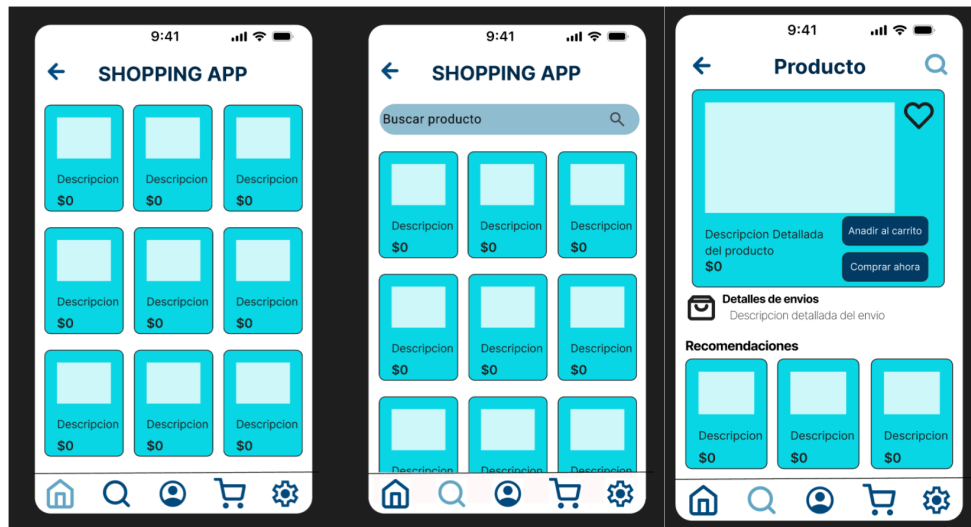 9:41
SHOPPING APP
Descripcion Descripcion Descripcion
$0 $0 $0
Descripcion Descripcion Descripcion
$0 $0 $0
Descripcion Descripcion Descripcion
$0 $0 $0
9:41
SHOPPING APP
Buscar producto
Descripcion Descripcion Descripcion
$0 $0 $0
Descripcion Descripcion Descripcion
$0 $0 $0
Descripcion Descripcion Descripcion
9:41
Producto
Descripcion Detallada
del producto
$0
Anadir al carrito
Comprar ahora
Detalles de envios
Descripcion detallada del envio
Recomendaciones
Descripcion Descripcion Descripcion
$0 $0 $0